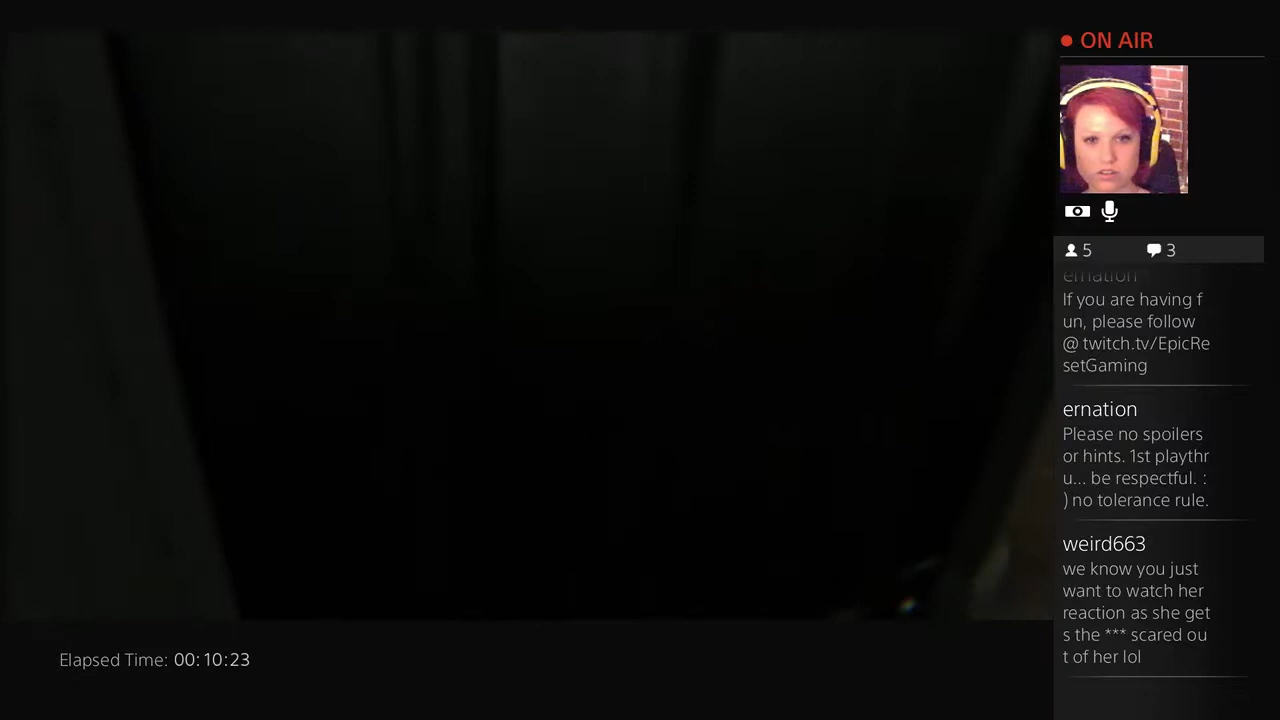 ON AIR
5 3
ernation
If you are having f
un, please follow
@ twitch.tv/EpicRe
setGaming
ernation
Please no spoilers
or hints. 1st playthr
u... be respectful. :
) no tolerance rule.
weird663
we know you just
want to watch her
reaction as she get
s the *** scared ou
t of her lol
Elapsed Time: 00:10:23